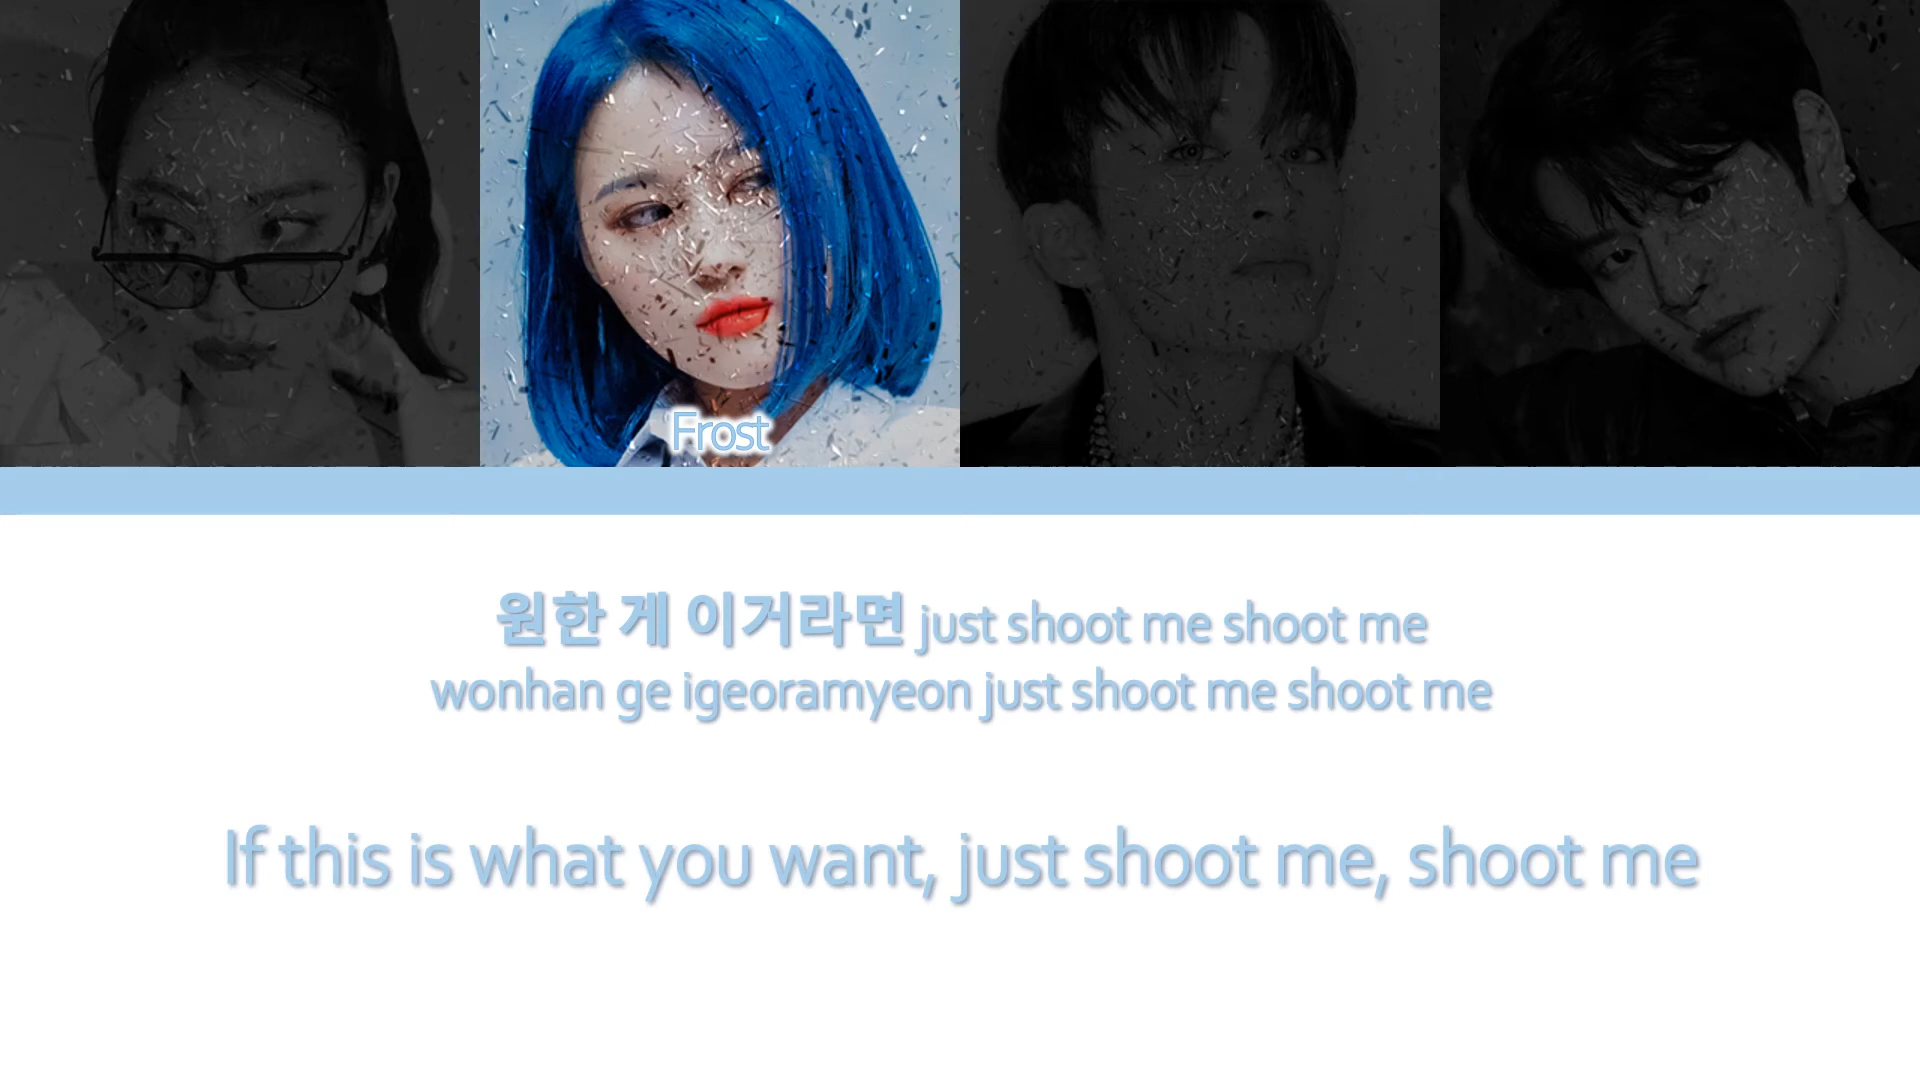 Frost
원한 게 이거라면 just shoot me shoot me
wonhan ge igeoramyeon just shoot me shoot me
If this is what you want, just shoot me, shoot me